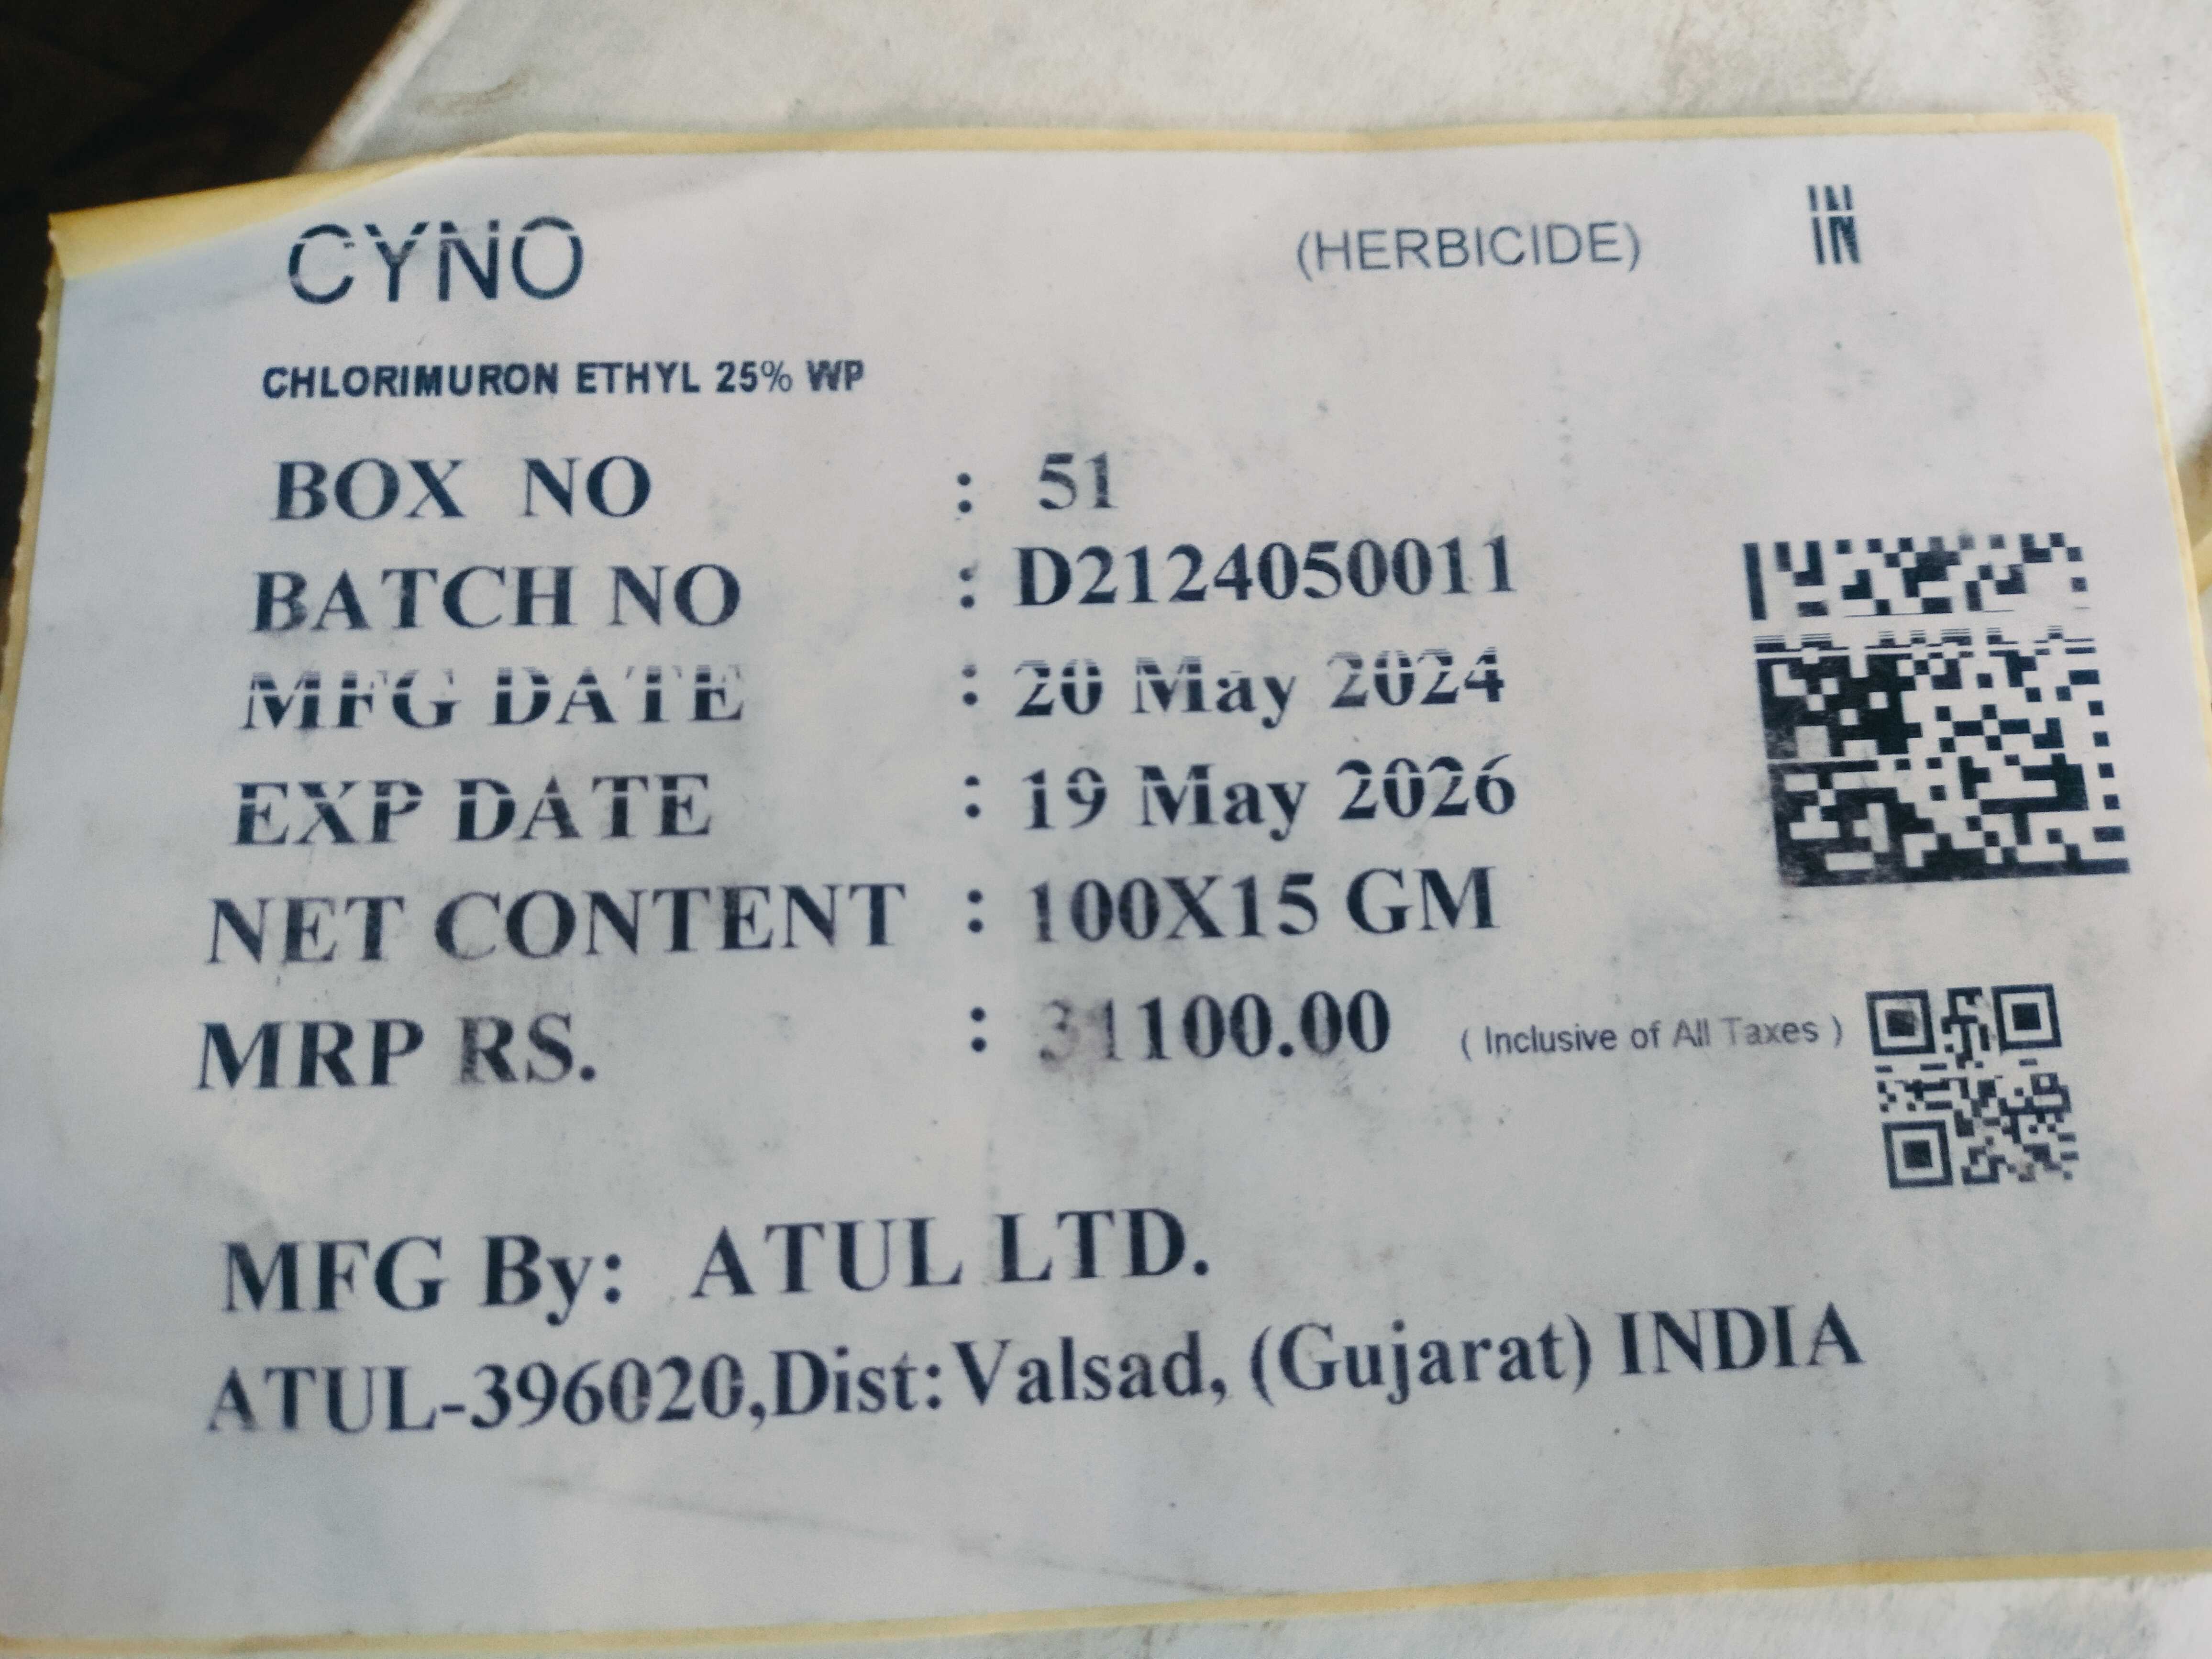 CYNO (HERBICIDE) IN
CHLORIMURON ETHYL 25% WP
BOX NO : 51
BATCH NO : D2124050011
MFG DATE : 20 May 2024
EXP DATE : 19 May 2026
NET CONTENT : 100X15 GM
MRP RS. : 31100.00 ( Inclusive of All Taxes )
MFG By: ATUL LTD.
ATUL-396020,Dist:Valsad, (Gujarat) INDIA